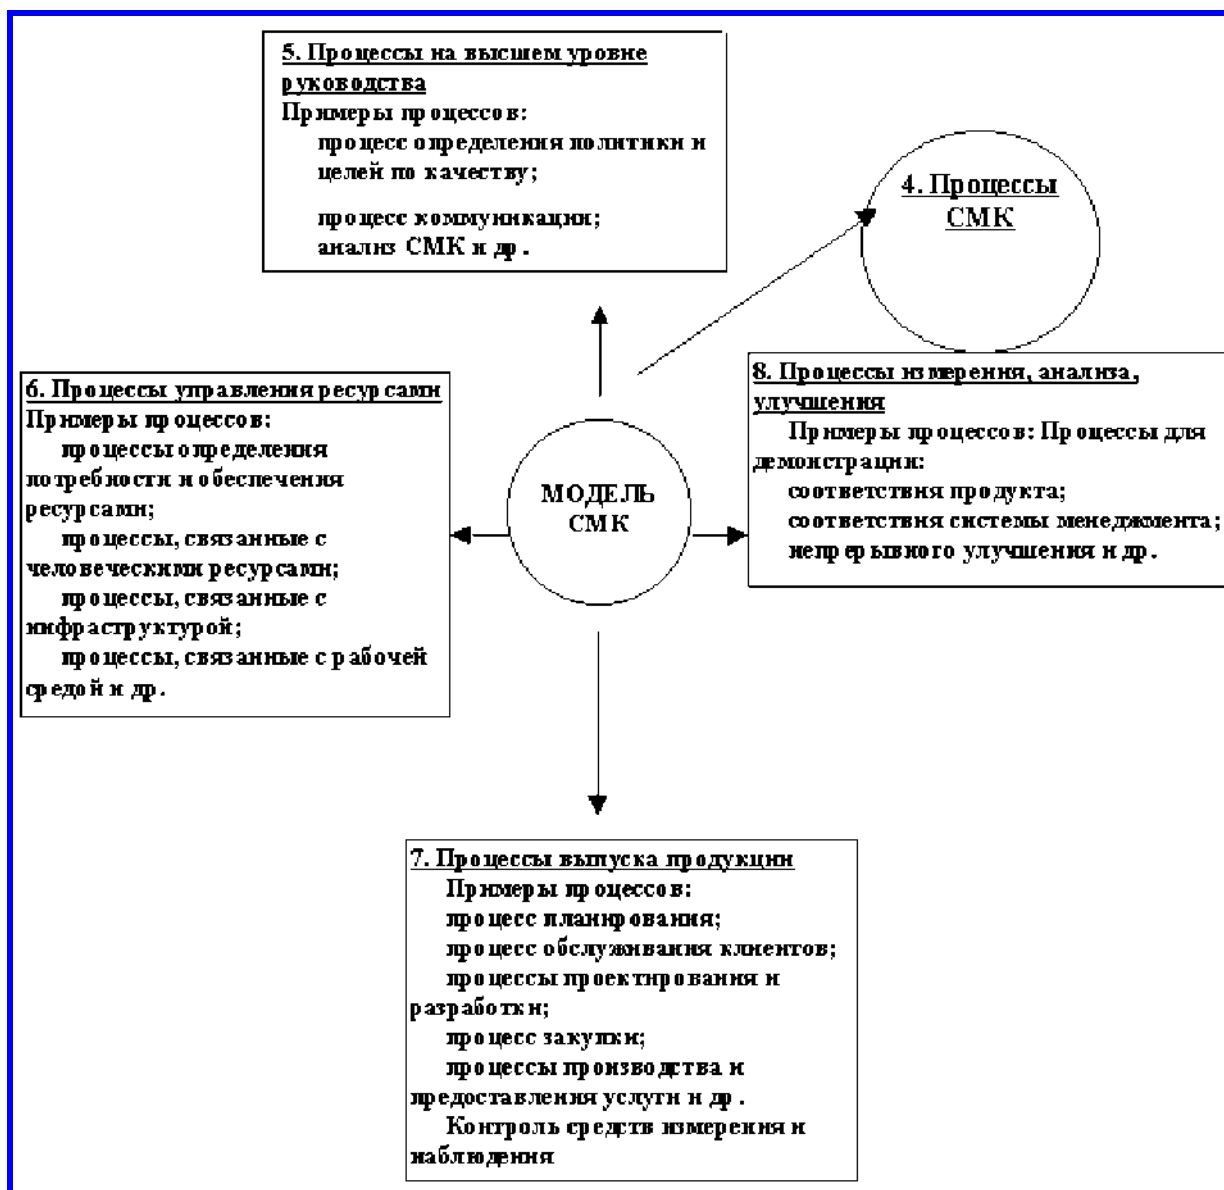 5. Процессы на высшем уровне
руководства
Примеры процессов:
процесс определения политики и
целей по качеству;
процесс коммуникации;
анализ СМК и др.
4. Процессы
СМК
6. Процессы управления ресурсами
Примеры процессов:
процессы определения
потребности и обеспечения
ресурсами;
процессы, связанные с
человеческими ресурсами;
процессы, связанные с
инфраструктурой;
процессы, связанные с рабочей
средой и др.
МОДЕЛЬ
СМК
8. Процессы измерения, анализа,
улучшения
Примеры процессов: Процессы для
демонстрации:
соответствия продукта;
соответствия системы менеджмента;
непрерывного улучшения и др.
7. Процессы выпуска продукции
Примеры процессов:
процесс планирования;
процесс обслуживания клиентов;
процессы проектирования и
разработки;
процесс закупки;
процессы производства и
предоставления услуги и др.
Контроль средств измерения и
наблюдения